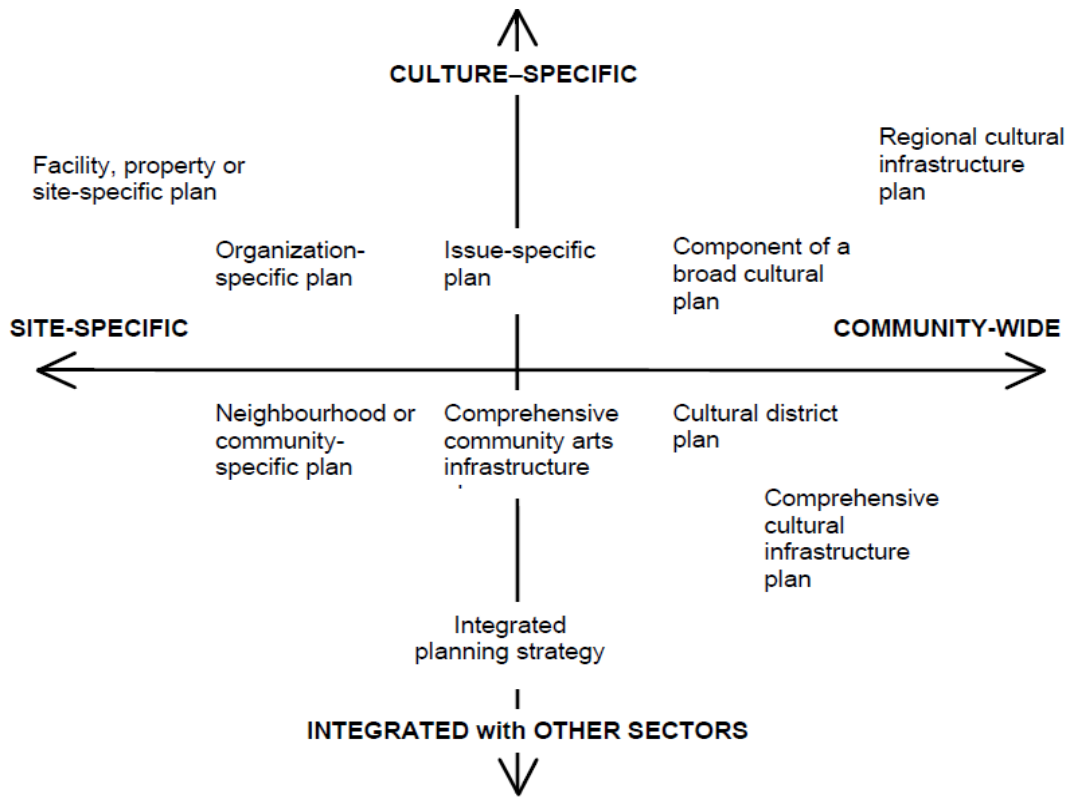 CULTURE–SPECIFIC
Facility, property or
site-specific plan
Regional cultural
infrastructure
plan
Organization-
specific plan
Issue-specific
plan
Component of a
broad cultural
plan
SITE-SPECIFIC
COMMUNITY-WIDE
Neighbourhood or
community-
specific plan
Comprehensive
community arts
infrastructure
Cultural district
plan
Comprehensive
cultural
infrastructure
plan
Integrated
planning strategy
INTEGRATED with OTHER SECTORS